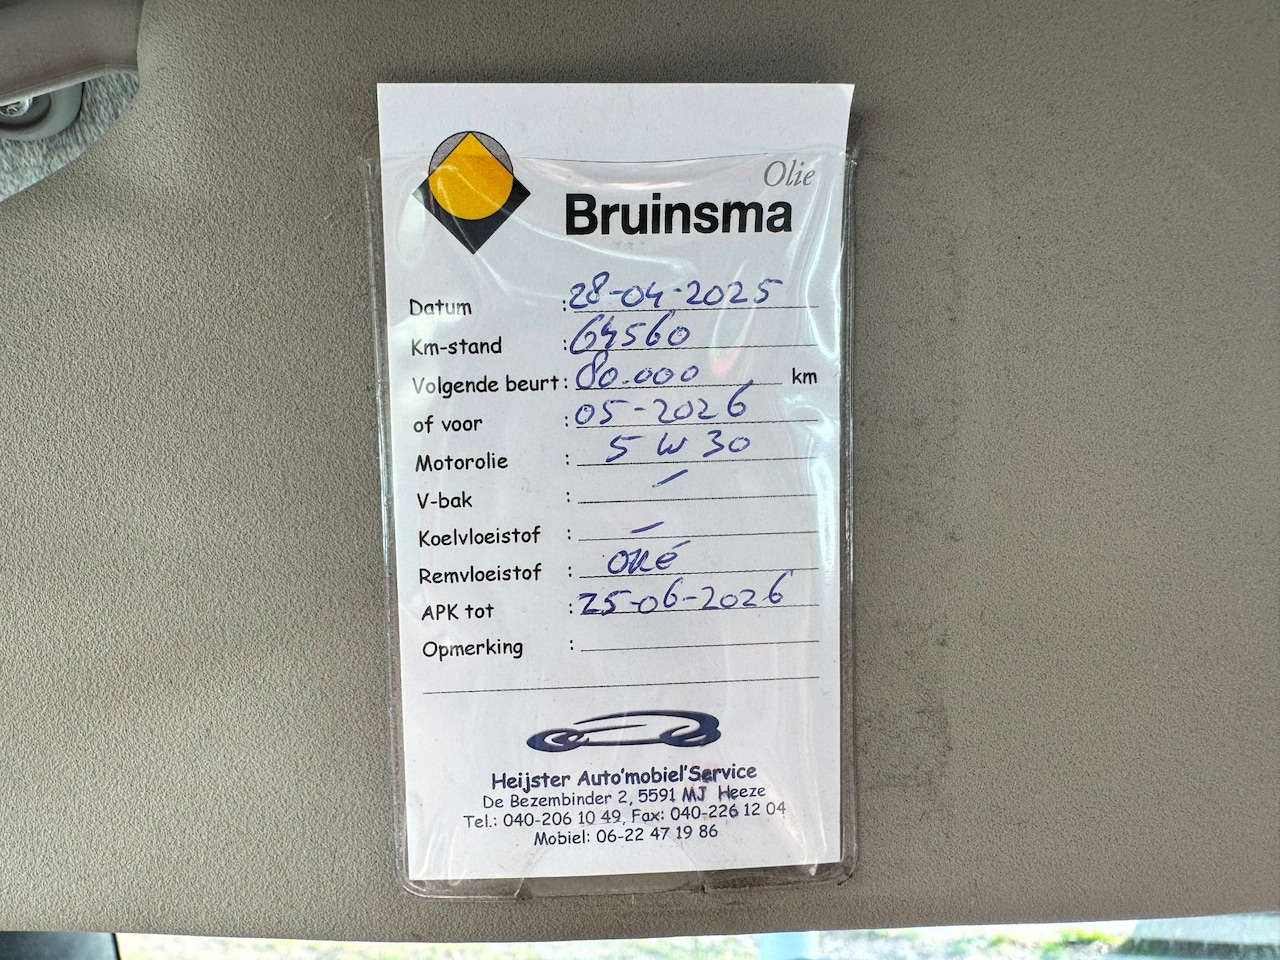 Olie
Bruinsma
Datum : 28-04-2025
Km-stand : 64560
Volgende beurt : 80.000 km
of voor : 05-2026
Motorolie : 5 W 30
V-bak : –
Koelvloeistof : –
Remvloeistof : oké
APK tot : 25-06-2026
Opmerking :
Heijster Auto'mobiel'Service
De Bezembinder 2, 5591 MJ Heeze
Tel.: 040-206 10 49, Fax: 040-226 12 04
Mobiel: 06-22 47 19 86